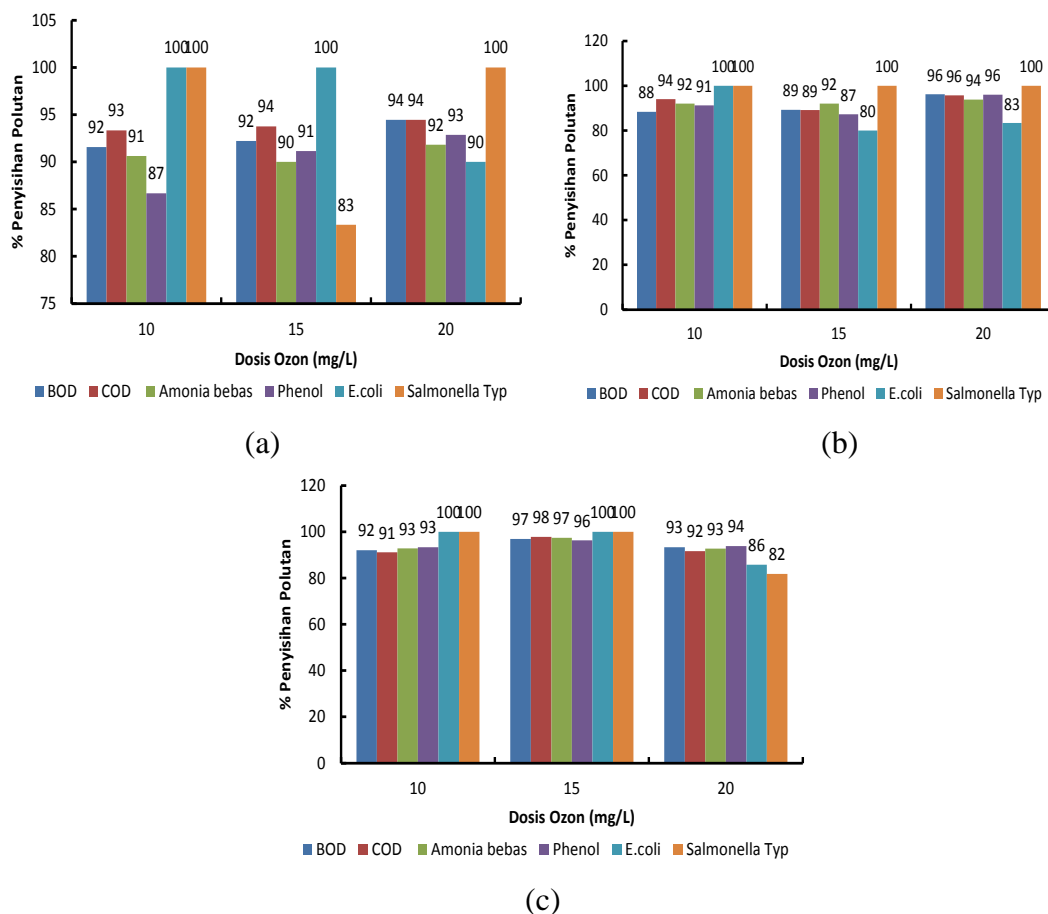 105
100
95
90
85
80
75
% Penyisihan Polutan
92 93 91 87 100 100
92 94 90 91 100 83
94 94 92 93 90 100
10 15 20
Dosis Ozon (mg/L)
BOD COD Amonia bebas Phenol E.coli Salmonella Typ
(a)
120
100
80
60
40
20
0
% Penyisihan Polutan
88 94 92 91 100 100
89 89 92 87 80 100
96 96 94 96 83 100
10 15 20
Dosis Ozon (mg/L)
BOD COD Amonia bebas Phenol E.coli Salmonella Typ
(b)
120
100
80
60
40
20
0
% Penyisihan Polutan
92 91 93 93 100 100
97 98 97 96 100 100
93 92 93 94 86 82
10 15 20
Dosis Ozon (mg/L)
BOD COD Amonia bebas Phenol E.coli Salmonella Typ
(c)